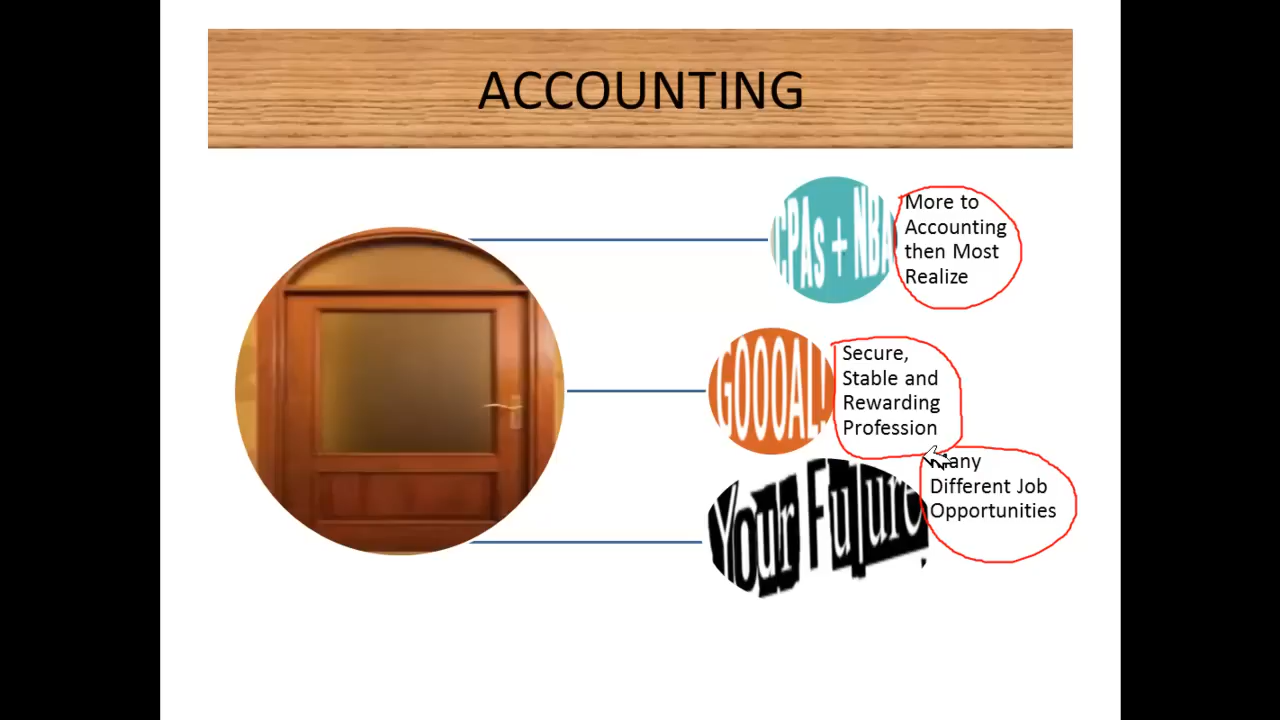 ACCOUNTING
CPAs + NBA
More to
Accounting
then Most
Realize
GOOOAL!
Secure,
Stable and
Rewarding
Profession
Your Future
Many
Different Job
Opportunities